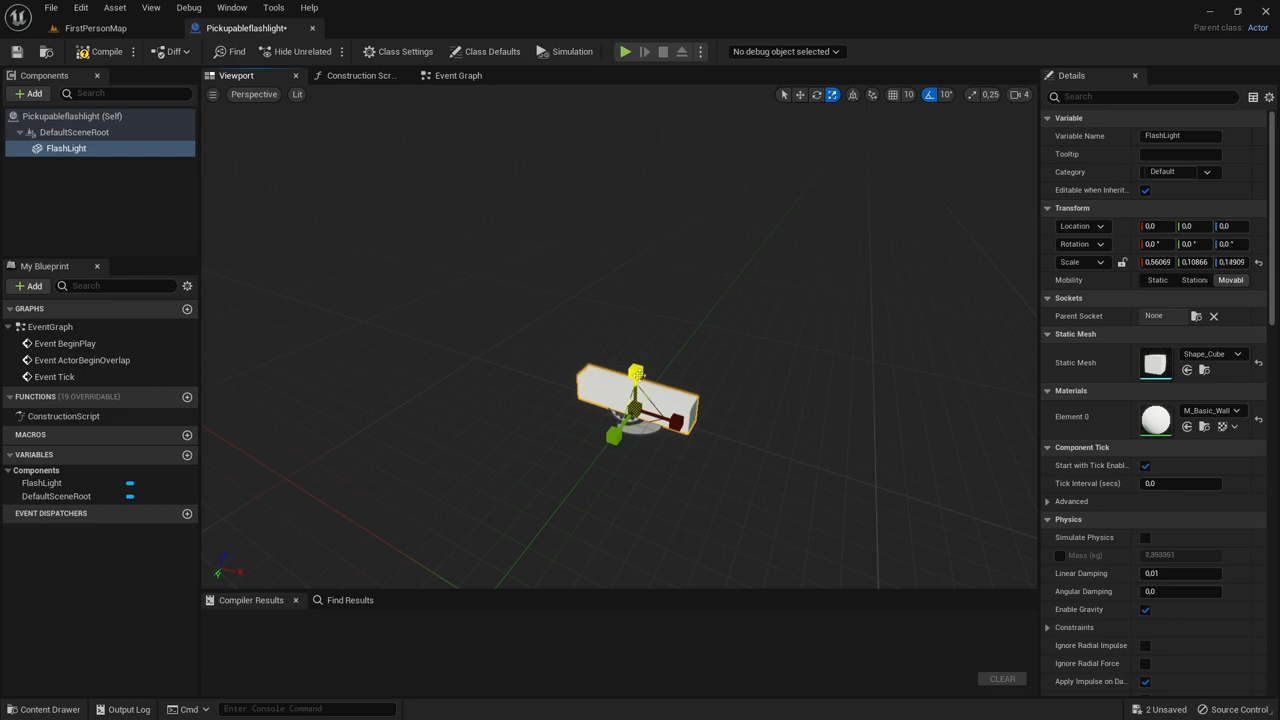 File Edit Asset View Debug Window Tools Help
FirstPersonMap
Pickupableflashlight*
Parent class: Actor
Compile
Diff
Find
Hide Unrelated
Class Settings
Class Defaults
Simulation
No debug object selected
Components
Add
Search
Pickupableflashlight (Self)
DefaultSceneRoot
FlashLight
My Blueprint
Add
Search
GRAPHS
EventGraph
Event BeginPlay
Event ActorBeginOverlap
Event Tick
FUNCTIONS (19 OVERRIDABLE)
ConstructionScript
MACROS
VARIABLES
Components
FlashLight
DefaultSceneRoot
EVENT DISPATCHERS
Viewport
Construction Scr...
Event Graph
Perspective
Lit
10
10°
0,25
4
Compiler Results
Find Results
CLEAR
Details
Search
Variable
Variable Name FlashLight
Tooltip
Category Default
Editable when Inherit...
Transform
Location 0,0 0,0 0,0
Rotation 0,0 ° 0,0 ° 0,0 °
Scale 0,56069 0,10866
Mobility Static Station Movabl
Sockets
Parent Socket None
Static Mesh
Static Mesh Shape_Cube
Materials
Element 0 M_Basic_Wall
Component Tick
Start with Tick Enabl...
Tick Interval (secs) 0,0
Advanced
Physics
Simulate Physics
Mass (kg)
Linear Damping 0,01
Angular Damping 0,0
Enable Gravity
Constraints
Ignore Radial Impulse
Ignore Radial Force
Apply Impulse on Da...
Content Drawer
Output Log
Cmd
Enter Console Command
2 Unsaved
Source Control